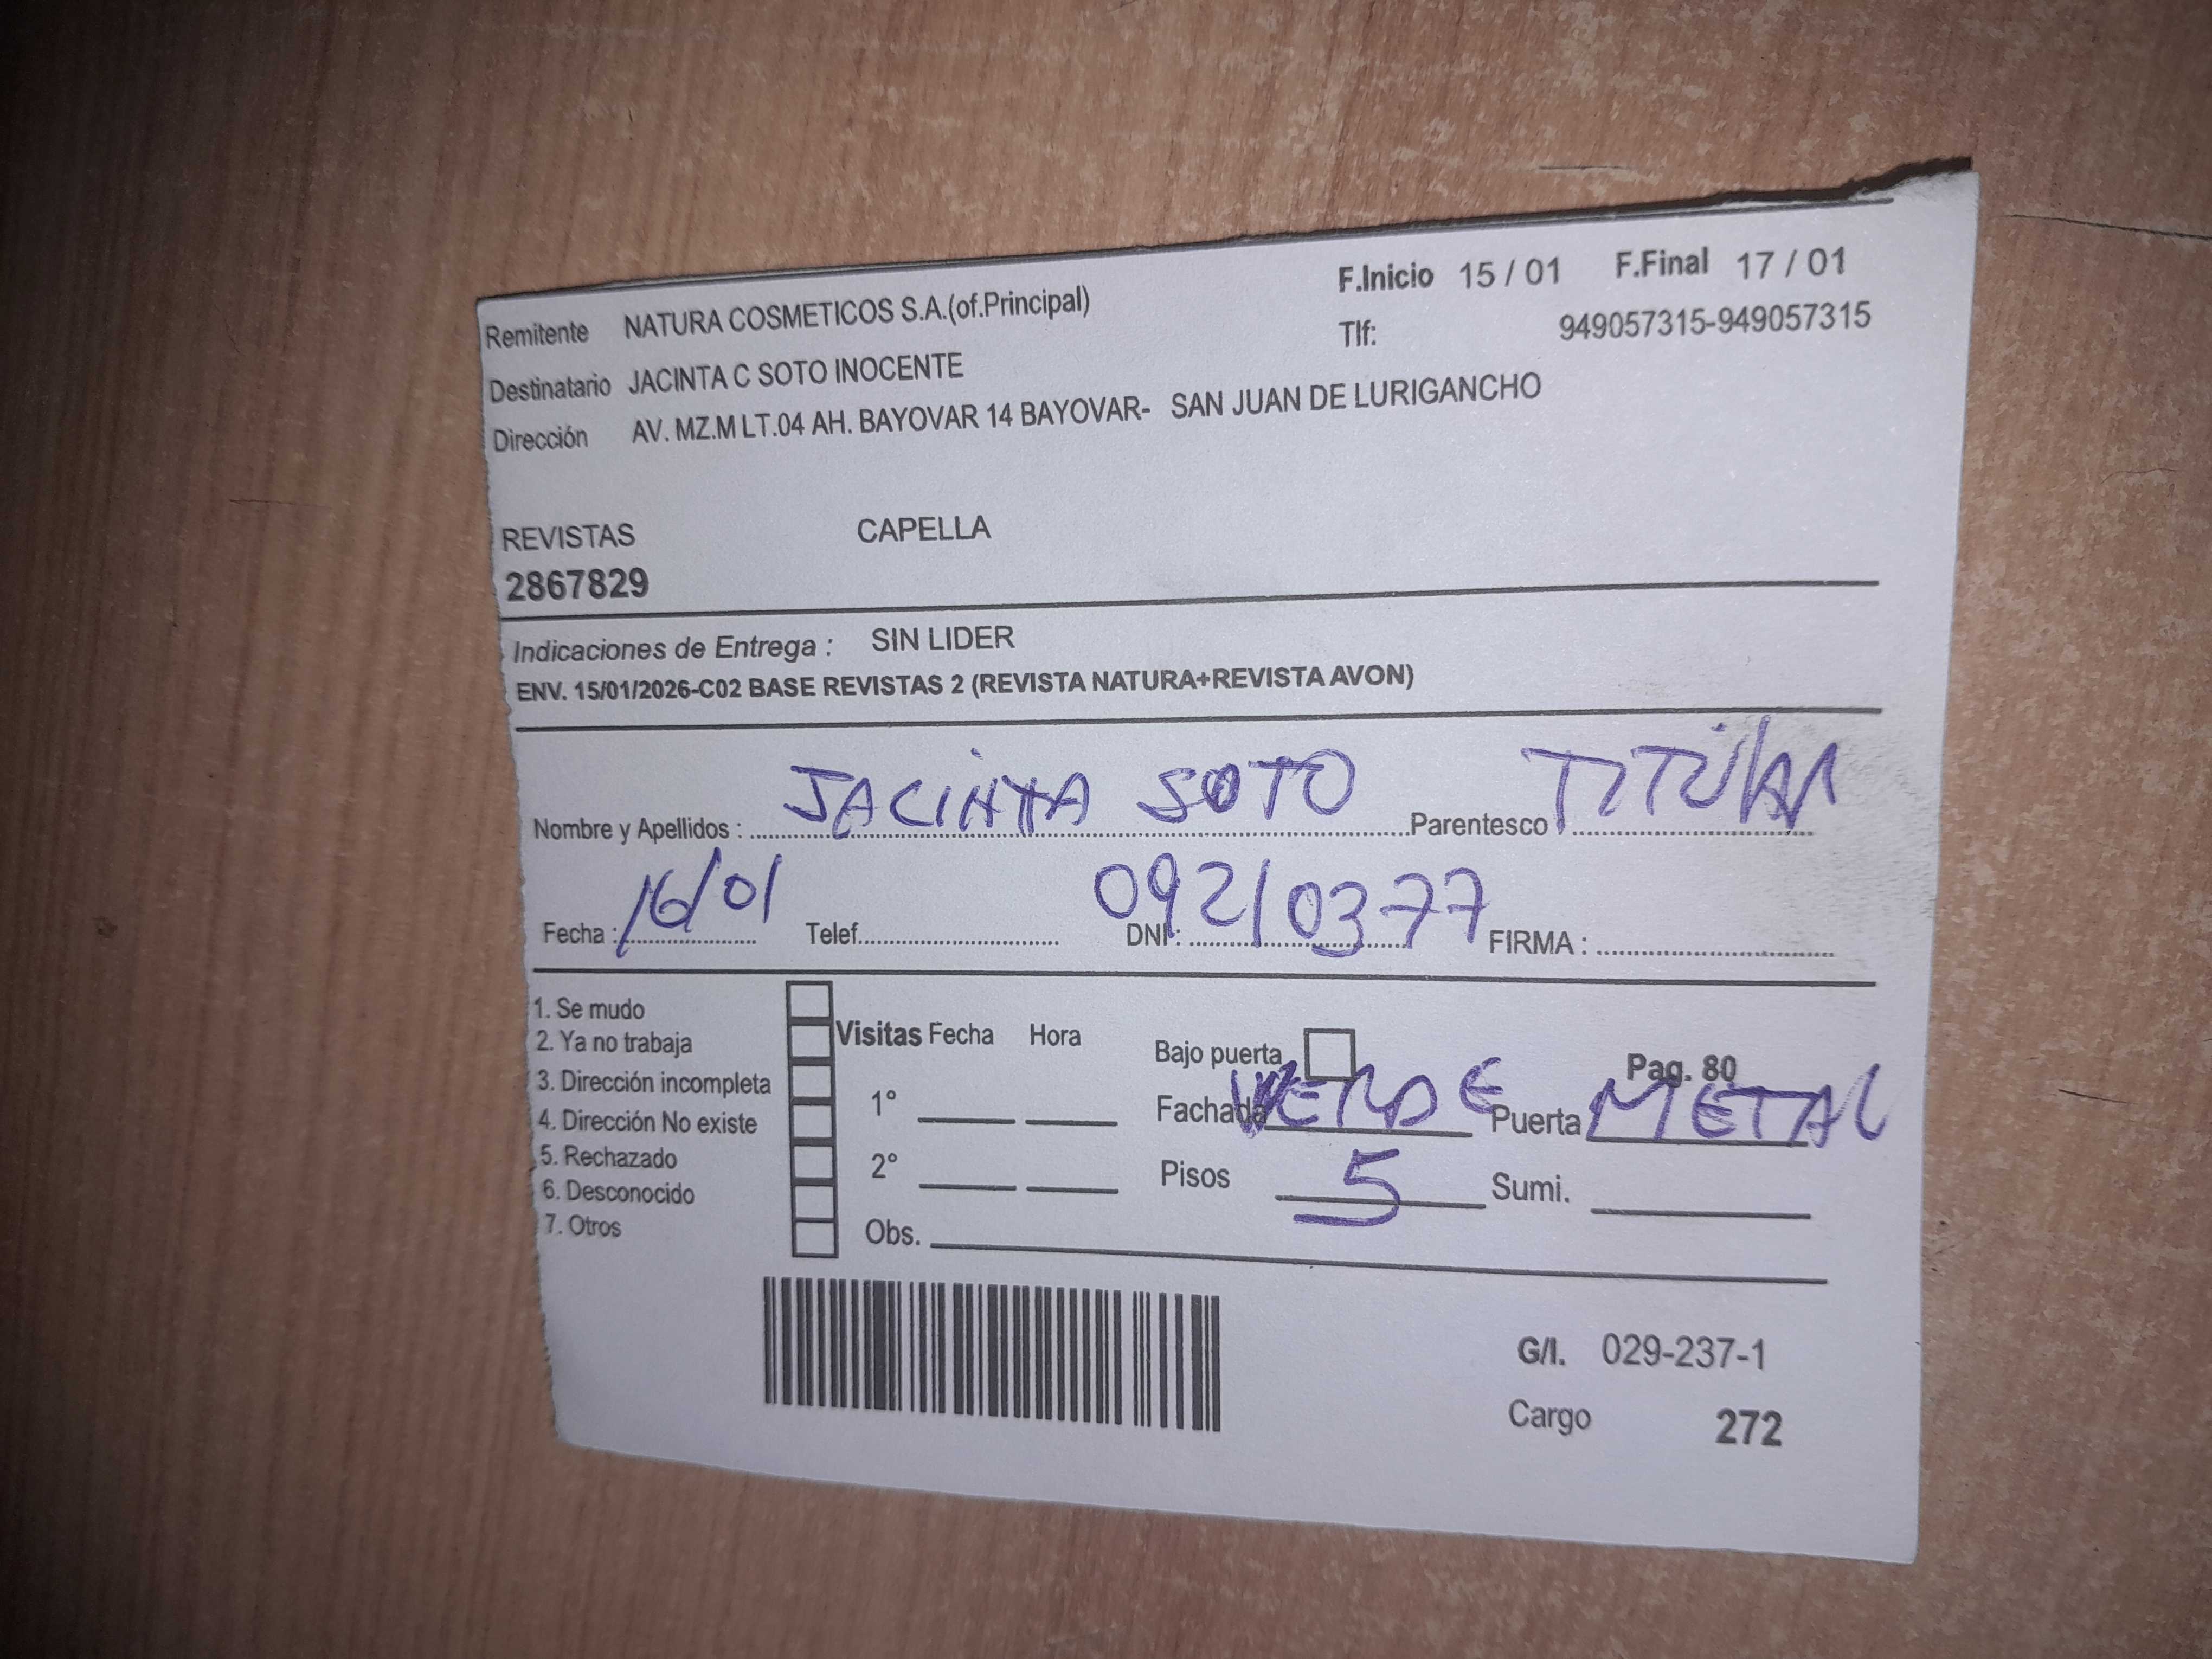 F.Inicio 15 / 01 F.Final 17 / 01
Remitente NATURA COSMETICOS S.A.(of.Principal)
Tlf: 949057315-949057315
Destinatario JACINTA C SOTO INOCENTE
Dirección AV. MZ.M LT.04 AH. BAYOVAR 14 BAYOVAR- SAN JUAN DE LURIGANCHO
REVISTAS CAPELLA
2867829
Indicaciones de Entrega : SIN LIDER
ENV. 15/01/2026-C02 BASE REVISTAS 2 (REVISTA NATURA+REVISTA AVON)
Nombre y Apellidos : JACINTA SOTO Parentesco TITULAR
Fecha : 16/01 Telef. DNI : 09210377 FIRMA :
1. Se mudo
2. Ya no trabaja
3. Dirección incompleta
4. Dirección No existe
5. Rechazado
6. Desconocido
7. Otros
Visitas Fecha Hora
1°
2°
Obs.
Bajo puerta Pag. 80
Fachada VERDE Puerta METAL
Pisos 5 Sumi.
G/I. 029-237-1
Cargo 272